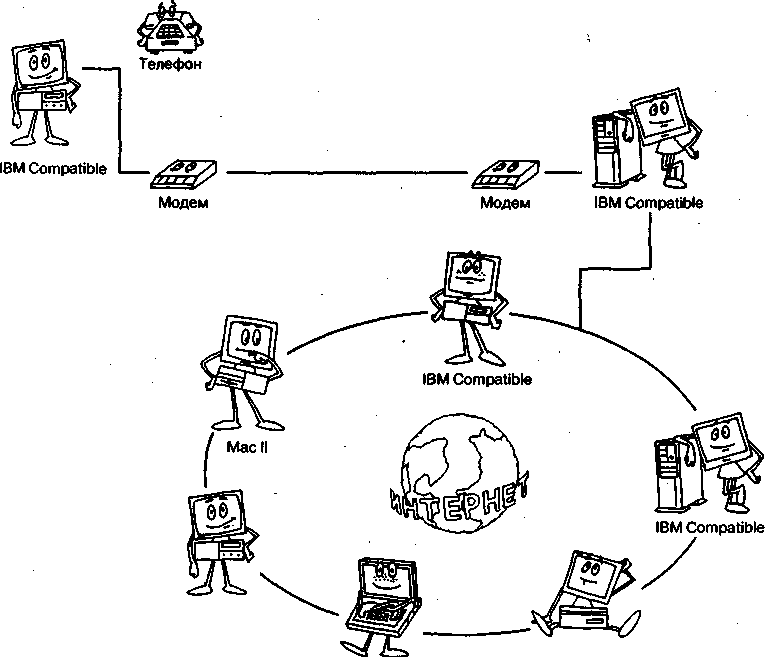 Телефон
IBM Compatible
Модем
Модем
IBM Compatible
IBM Compatible
Mac II
ИНТЕРНЕТ
IBM Compatible